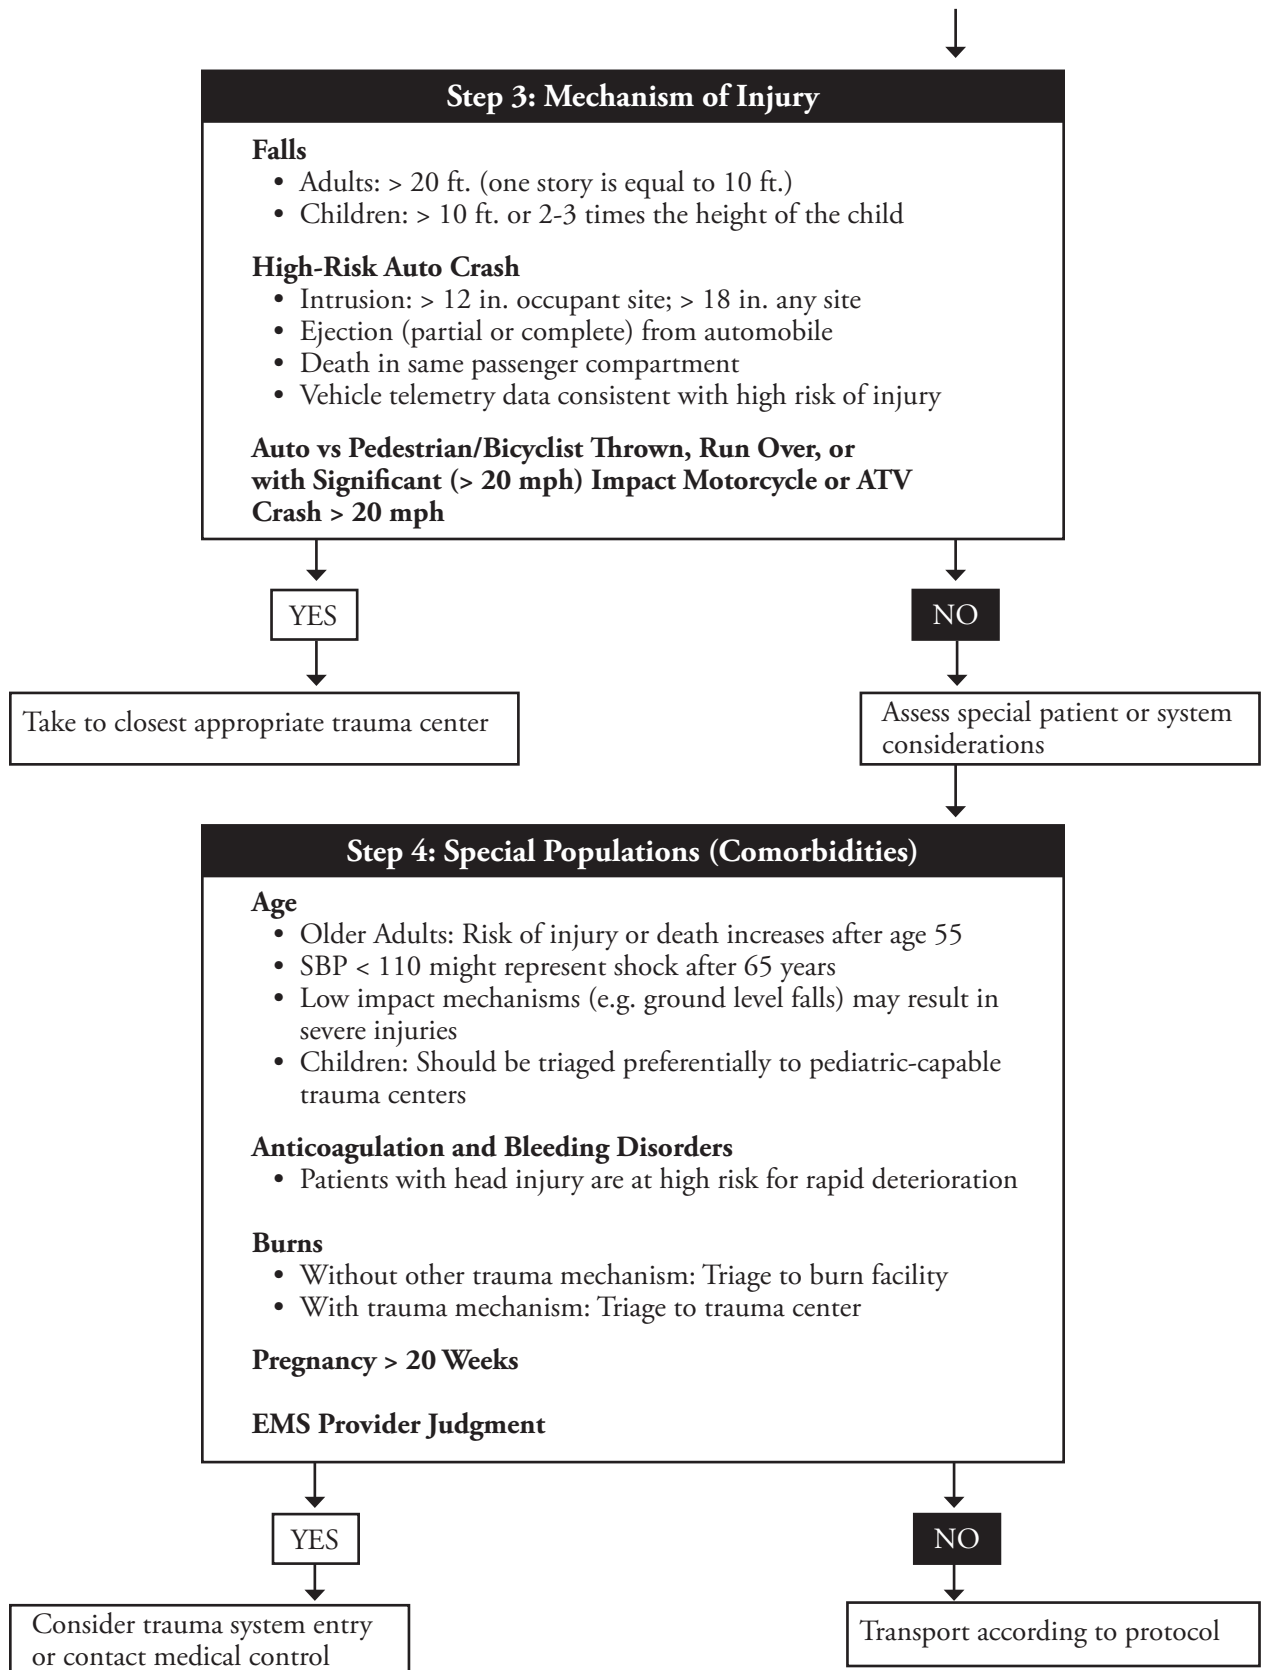 Step 3: Mechanism of Injury
Falls
• Adults: > 20 ft. (one story is equal to 10 ft.)
• Children: > 10 ft. or 2-3 times the height of the child
High-Risk Auto Crash
• Intrusion: > 12 in. occupant site; > 18 in. any site
• Ejection (partial or complete) from automobile
• Death in same passenger compartment
• Vehicle telemetry data consistent with high risk of injury
Auto vs Pedestrian/Bicyclist Thrown, Run Over, or
with Significant (> 20 mph) Impact Motorcycle or ATV
Crash > 20 mph
YES
NO
Take to closest appropriate trauma center
Assess special patient or system
considerations
Step 4: Special Populations (Comorbidities)
Age
• Older Adults: Risk of injury or death increases after age 55
• SBP < 110 might represent shock after 65 years
• Low impact mechanisms (e.g. ground level falls) may result in
severe injuries
• Children: Should be triaged preferentially to pediatric-capable
trauma centers
Anticoagulation and Bleeding Disorders
• Patients with head injury are at high risk for rapid deterioration
Burns
• Without other trauma mechanism: Triage to burn facility
• With trauma mechanism: Triage to trauma center
Pregnancy > 20 Weeks
EMS Provider Judgment
YES
NO
Consider trauma system entry
or contact medical control
Transport according to protocol